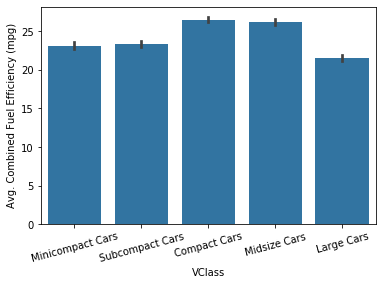 Avg. Combined Fuel Efficiency (mpg)
25
20
15
10
5
0
Minicompact Cars
Subcompact Cars
Compact Cars
Midsize Cars
Large Cars
VClass